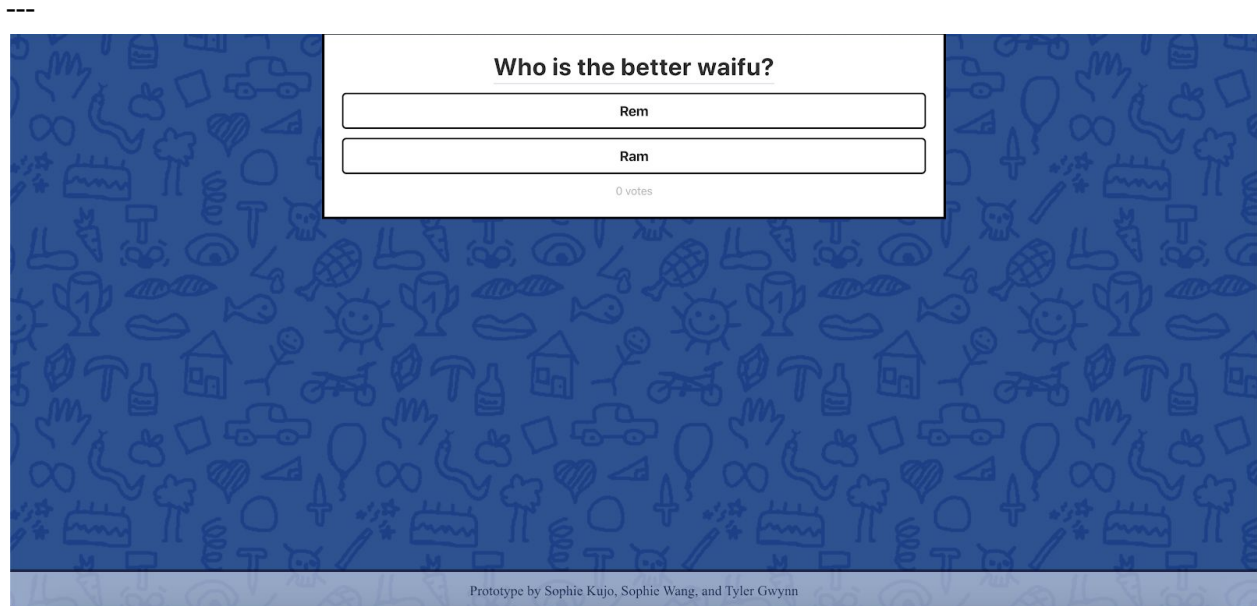 ---
Who is the better waifu?
Rem
Ram
0 votes
Prototype by Sophie Kujo, Sophie Wang, and Tyler Gwynn